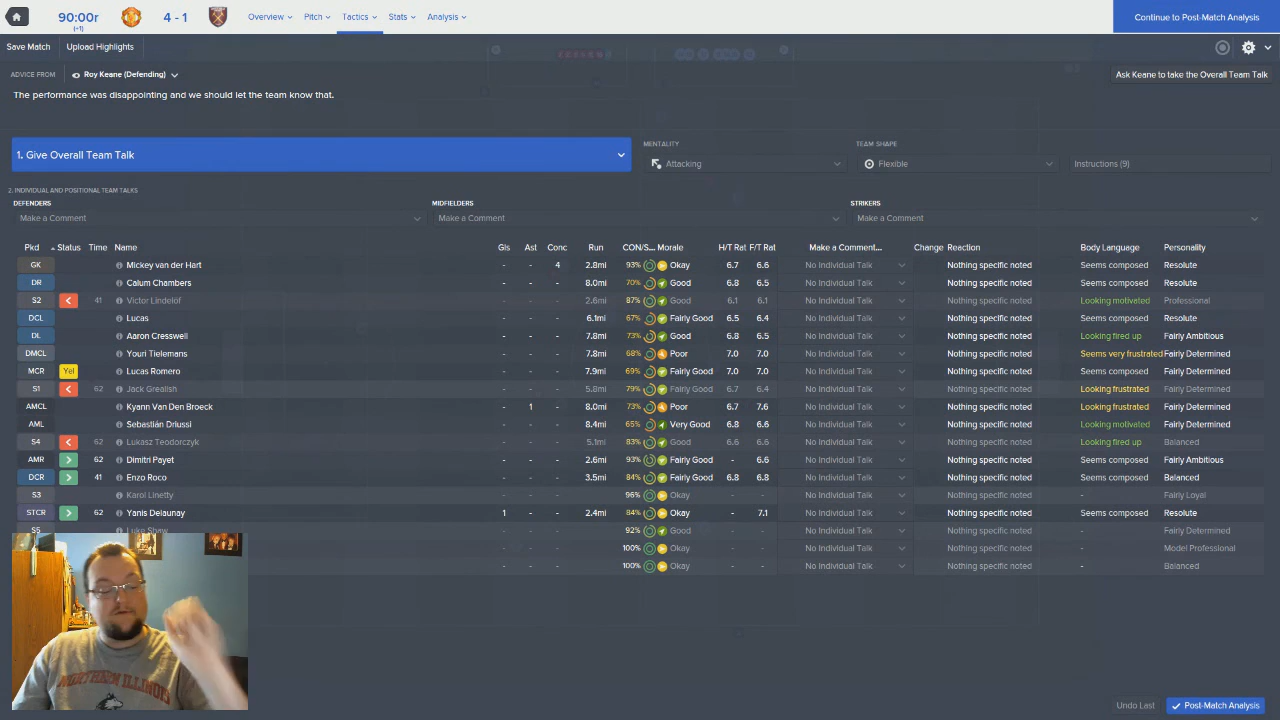 90:00r
(+1)
4 - 1
Overview
Pitch
Tactics
Stats
Analysis
Continue to Post-Match Analysis
Save Match
Upload Highlights
ADVICE FROM
Roy Keane (Defending)
Ask Keane to take the Overall Team Talk
The performance was disappointing and we should let the team know that.
1. Give Overall Team Talk
MENTALITY
Attacking
TEAM SHAPE
Flexible
Instructions (9)
2. INDIVIDUAL AND POSITIONAL TEAM TALKS
DEFENDERS
Make a Comment
MIDFIELDERS
Make a Comment
STRIKERS
Make a Comment
Pkd Status Time Name Gls Ast Conc Run CON/S... Morale H/T Rat F/T Rat Make a Comment... Change Reaction Body Language Personality
GK Mickey van der Hart - - 4 2.8mi 93% Okay 6.7 6.6 No Individual Talk Nothing specific noted Seems composed Resolute
DR Calum Chambers - - - 8.0mi 70% Good 6.8 6.5 No Individual Talk Nothing specific noted Seems composed Resolute
S2 41 Victor Lindelöf - - - 2.6mi 87% Good 6.1 6.1 No Individual Talk Nothing specific noted Looking motivated Professional
DCL Lucas - - - 6.1mi 67% Fairly Good 6.5 6.4 No Individual Talk Nothing specific noted Seems composed Resolute
DL Aaron Cresswell - - - 7.8mi 73% Good 6.8 6.5 No Individual Talk Nothing specific noted Looking fired up Fairly Ambitious
DMCL Youri Tielemans - - - 7.8mi 68% Poor 7.0 7.0 No Individual Talk Nothing specific noted Seems very frustrated Fairly Determined
MCR Yel Lucas Romero - - - 7.9mi 69% Fairly Good 7.0 7.0 No Individual Talk Nothing specific noted Seems composed Fairly Determined
S1 62 Jack Grealish - - - 5.8mi 79% Fairly Good 6.7 6.4 No Individual Talk Nothing specific noted Looking frustrated Fairly Determined
AMCL Kyann Van Den Broeck - 1 - 8.0mi 73% Poor 6.7 7.6 No Individual Talk Nothing specific noted Looking frustrated Fairly Determined
AML Sebastián Driussi - - - 8.4mi 65% Very Good 6.8 6.6 No Individual Talk Nothing specific noted Looking motivated Fairly Determined
S4 62 Lukasz Teodorczyk - - - 5.1mi 83% Good 6.6 6.6 No Individual Talk Nothing specific noted Looking fired up Balanced
AMR 62 Dimitri Payet - - - 2.6mi 93% Fairly Good - 6.6 No Individual Talk Nothing specific noted Seems composed Fairly Ambitious
DCR 41 Enzo Roco - - - 3.5mi 84% Fairly Good 6.8 6.8 No Individual Talk Nothing specific noted Seems composed Balanced
S3 Karol Linetty - - - 96% Okay - - No Individual Talk Nothing specific noted - Fairly Loyal
STCR 62 Yanis Delaunay 1 - - 2.4mi 84% Okay - 7.1 No Individual Talk Nothing specific noted Seems composed Resolute
S5 Luke Shaw - - - 92% Good - - No Individual Talk Nothing specific noted - Fairly Determined
- - - 100% Okay - - No Individual Talk Nothing specific noted - Model Professional
- - - 100% Okay - - No Individual Talk Nothing specific noted - Balanced
NORTHERN ILLINOIS
Undo Last
Post-Match Analysis